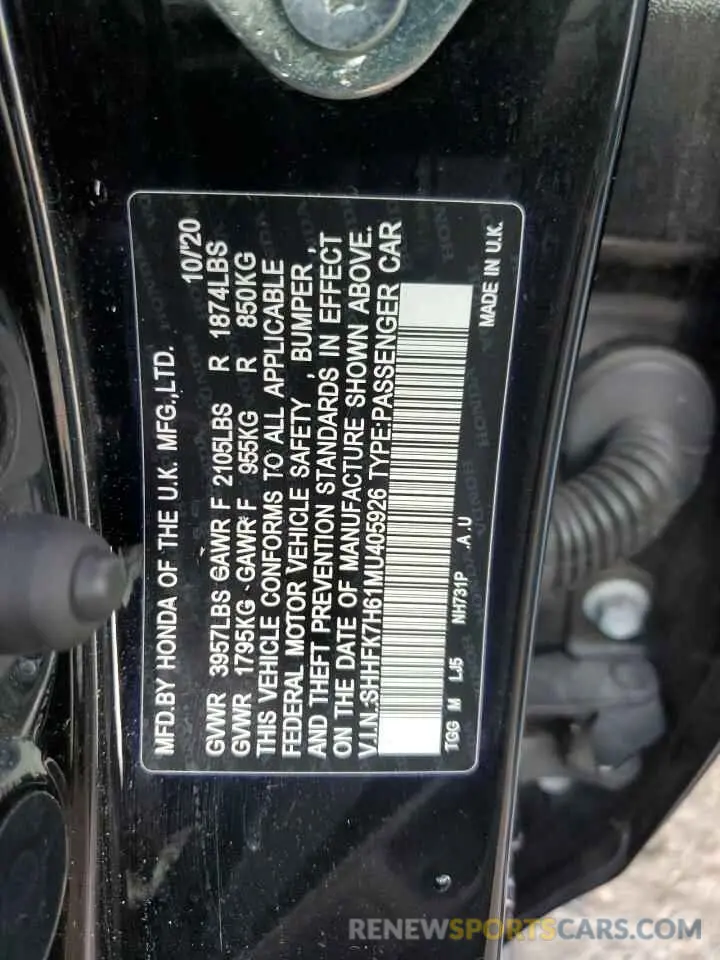 MFD.BY HONDA OF THE U.K. MFG.,LTD. 10/'20
GVWR 3957LBS GAWR F 2105LBS R 1874LBS
GVWR 1795KG GAWR F 955KG R 850KG
THIS VEHICLE CONFORMS TO ALL APPLICABLE
FEDERAL MOTOR VEHICLE SAFETY , BUMPER ,
AND THEFT PREVENTION STANDARDS IN EFFECT
ON THE DATE OF MANUFACTURE SHOWN ABOVE.
V.I.N.:SHHFK7H61MU405926 TYPE:PASSENGER CAR
TGG M LJ5 NH731P .A.U
MADE IN U.K.
RENEWSPORTSCARS.COM